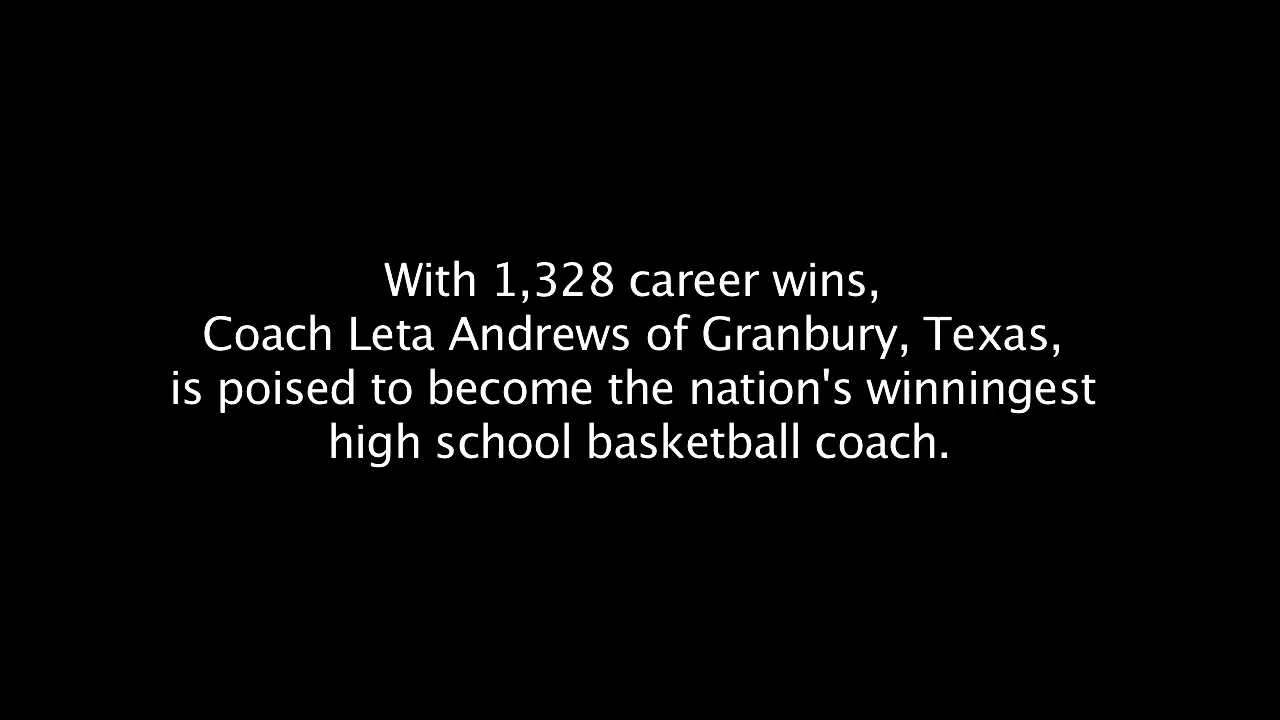 With 1,328 career wins,
Coach Leta Andrews of Granbury, Texas,
is poised to become the nation's winningest
high school basketball coach.